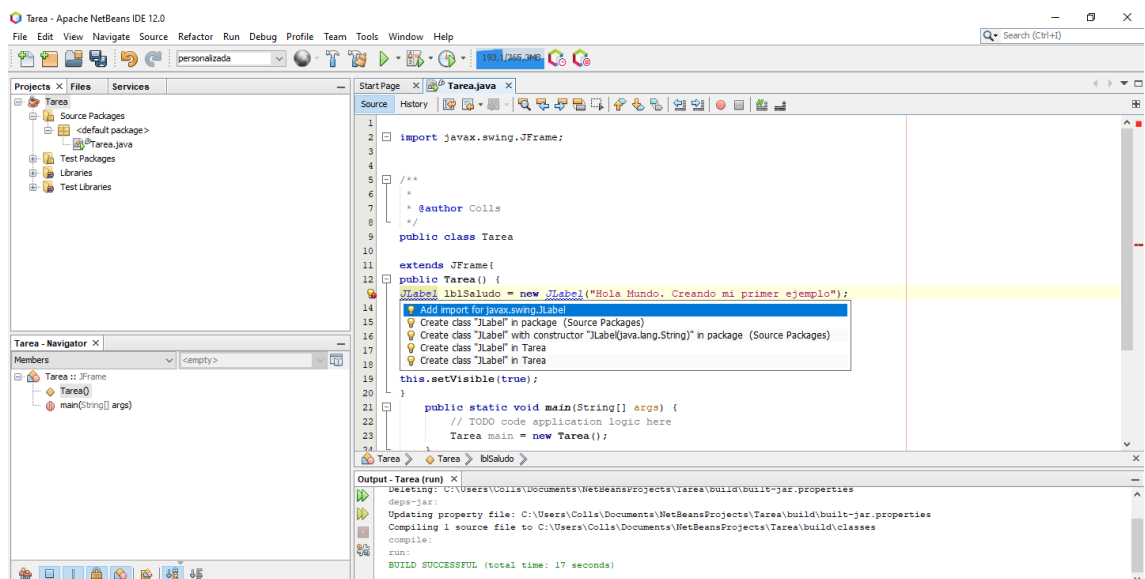 Tarea - Apache NetBeans IDE 12.0
File Edit View Navigate Source Refactor Run Debug Profile Team Tools Window Help
Search (Ctrl+I)
personalizada
193,1/365,3MB
Projects Files Services
Tarea
Source Packages
<default package>
Tarea.java
Test Packages
Libraries
Test Libraries
Tarea - Navigator
Members <empty>
Tarea :: JFrame
Tarea()
main(String[] args)
Start Page Tarea.java
Source History
1
2 import javax.swing.JFrame;
3
4
5 /**
6 *
7 * @author Colls
8 */
9 public class Tarea
10
11 extends JFrame{
12 public Tarea() {
JLabel lblSaludo = new JLabel("Hola Mundo. Creando mi primer ejemplo");
14 Add import for javax.swing.JLabel
15 Create class "JLabel" in package (Source Packages)
16 Create class "JLabel" with constructor "JLabel(java.lang.String)" in package (Source Packages)
17 Create class "JLabel" in Tarea
18 Create class "JLabel" in Tarea
19 this.setVisible(true);
20 }
21 public static void main(String[] args) {
22 // TODO code application logic here
23 Tarea main = new Tarea();
24 }
Tarea Tarea lblSaludo
Output - Tarea (run)
Deleting: C:\Users\Colls\Documents\NetBeansProjects\Tarea\build\built-jar.properties
deps-jar:
Updating property file: C:\Users\Colls\Documents\NetBeansProjects\Tarea\build\built-jar.properties
Compiling 1 source file to C:\Users\Colls\Documents\NetBeansProjects\Tarea\build\classes
compile:
run:
BUILD SUCCESSFUL (total time: 17 seconds)